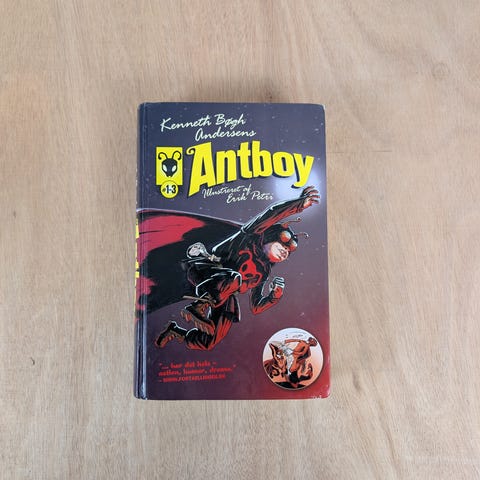 Kenneth Bøgh
Andersens
Antboy
#1-3
Illustreret af
Erik Petri
"... har det hele –
action, humor, drama."